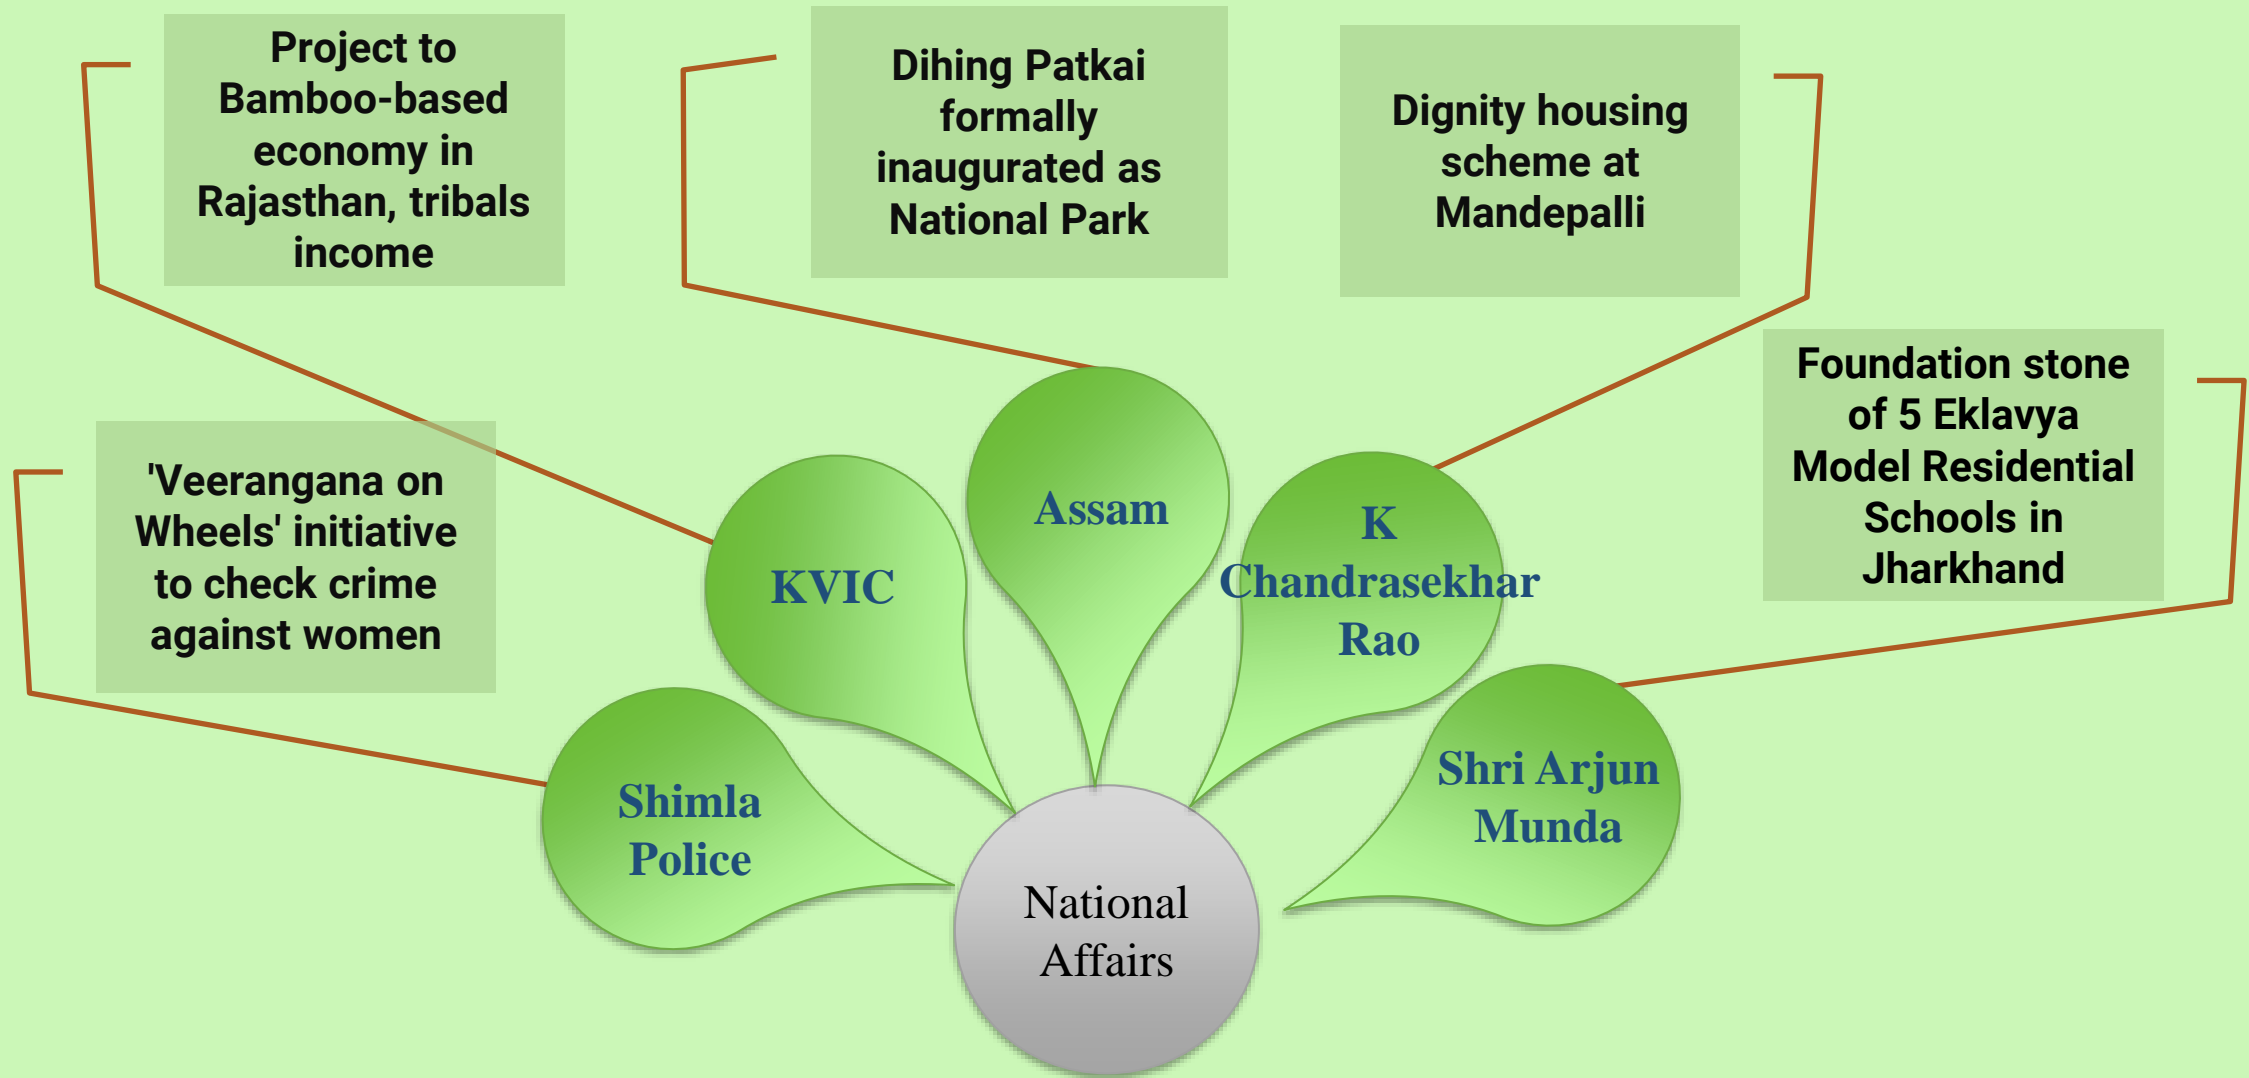 Project to
Bamboo-based
economy in
Rajasthan, tribals
income
Dihing Patkai
formally
inaugurated as
National Park
Dignity housing
scheme at
Mandepalli
Foundation stone
of 5 Eklavya
Model Residential
Schools in
Jharkhand
'Veerangana on
Wheels' initiative
to check crime
against women
KVIC
Assam
K
Chandrasekhar
Rao
Shimla
Police
Shri Arjun
Munda
National
Affairs